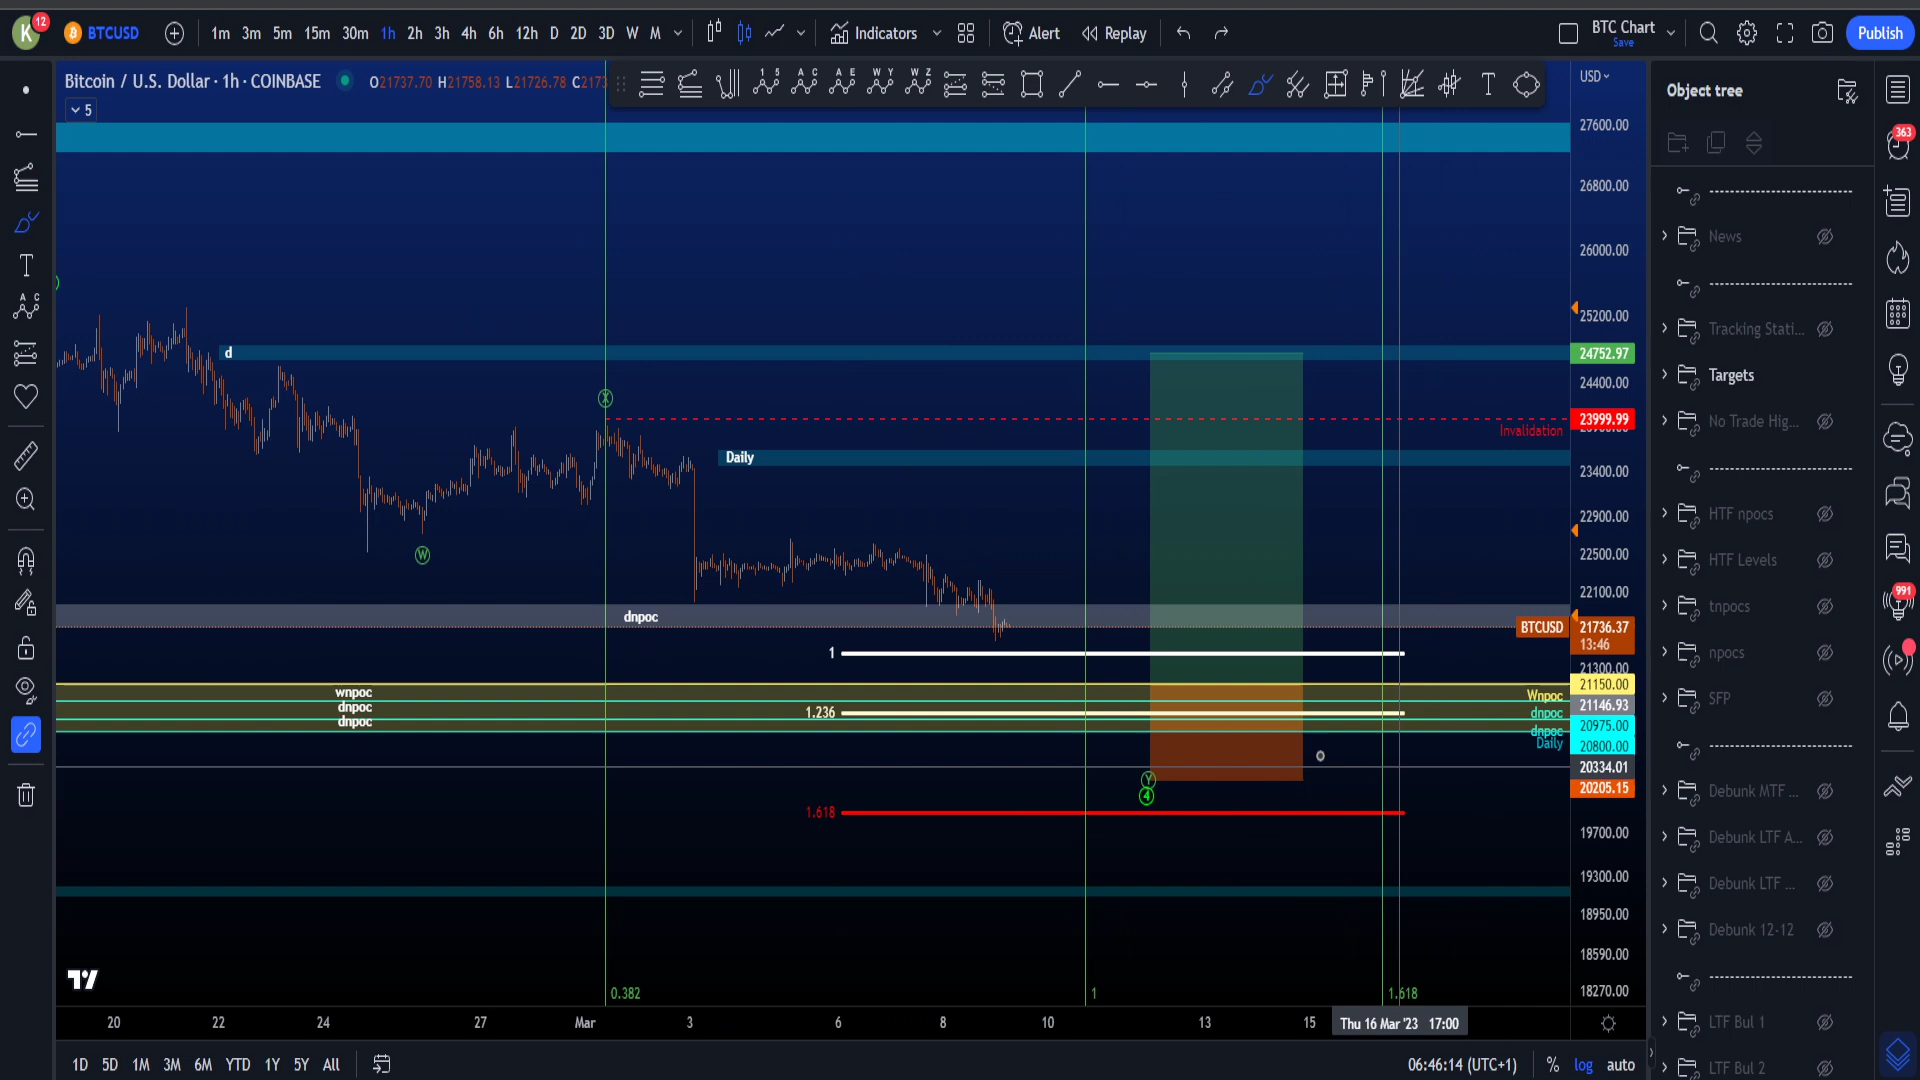 K 12 BTCUSD 1m 3m 5m 15m 30m 1h 2h 3h 4h 6h 12h D 2D 3D W M Indicators Alert Replay BTC Chart Save Publish
Bitcoin / U.S. Dollar · 1h · COINBASE O21737.70 H21758.13 L21726.78 C2173
5
USD
Object tree
27600.00
26800.00
26000.00
25200.00
24752.97
24400.00
23999.99
Invalidation
23400.00
22900.00
22500.00
22100.00
BTCUSD 21736.37
13:46
21300.00
21150.00
Wnpoc
21146.93
dnpoc
20975.00
dnpoc
Daily
20800.00
20334.01
20205.15
19700.00
19300.00
18950.00
18590.00
18270.00
d
X
Daily
W
dnpoc
1
wnpoc
dnpoc
dnpoc
1.236
Y
4
1.618
0.382 1 1.618
20 22 24 27 Mar 3 6 8 10 13 15 Thu 16 Mar '23 17:00
1D 5D 1M 3M 6M YTD 1Y 5Y All 06:46:14 (UTC+1) % log auto
News
Tracking Stati...
Targets
No Trade Hig...
HTF npocs
HTF Levels
tnpocs
npocs
SFP
Debunk MTF ...
Debunk LTF A...
Debunk LTF ...
Debunk 12-12
LTF Bul 1
LTF Bul 2
363
991